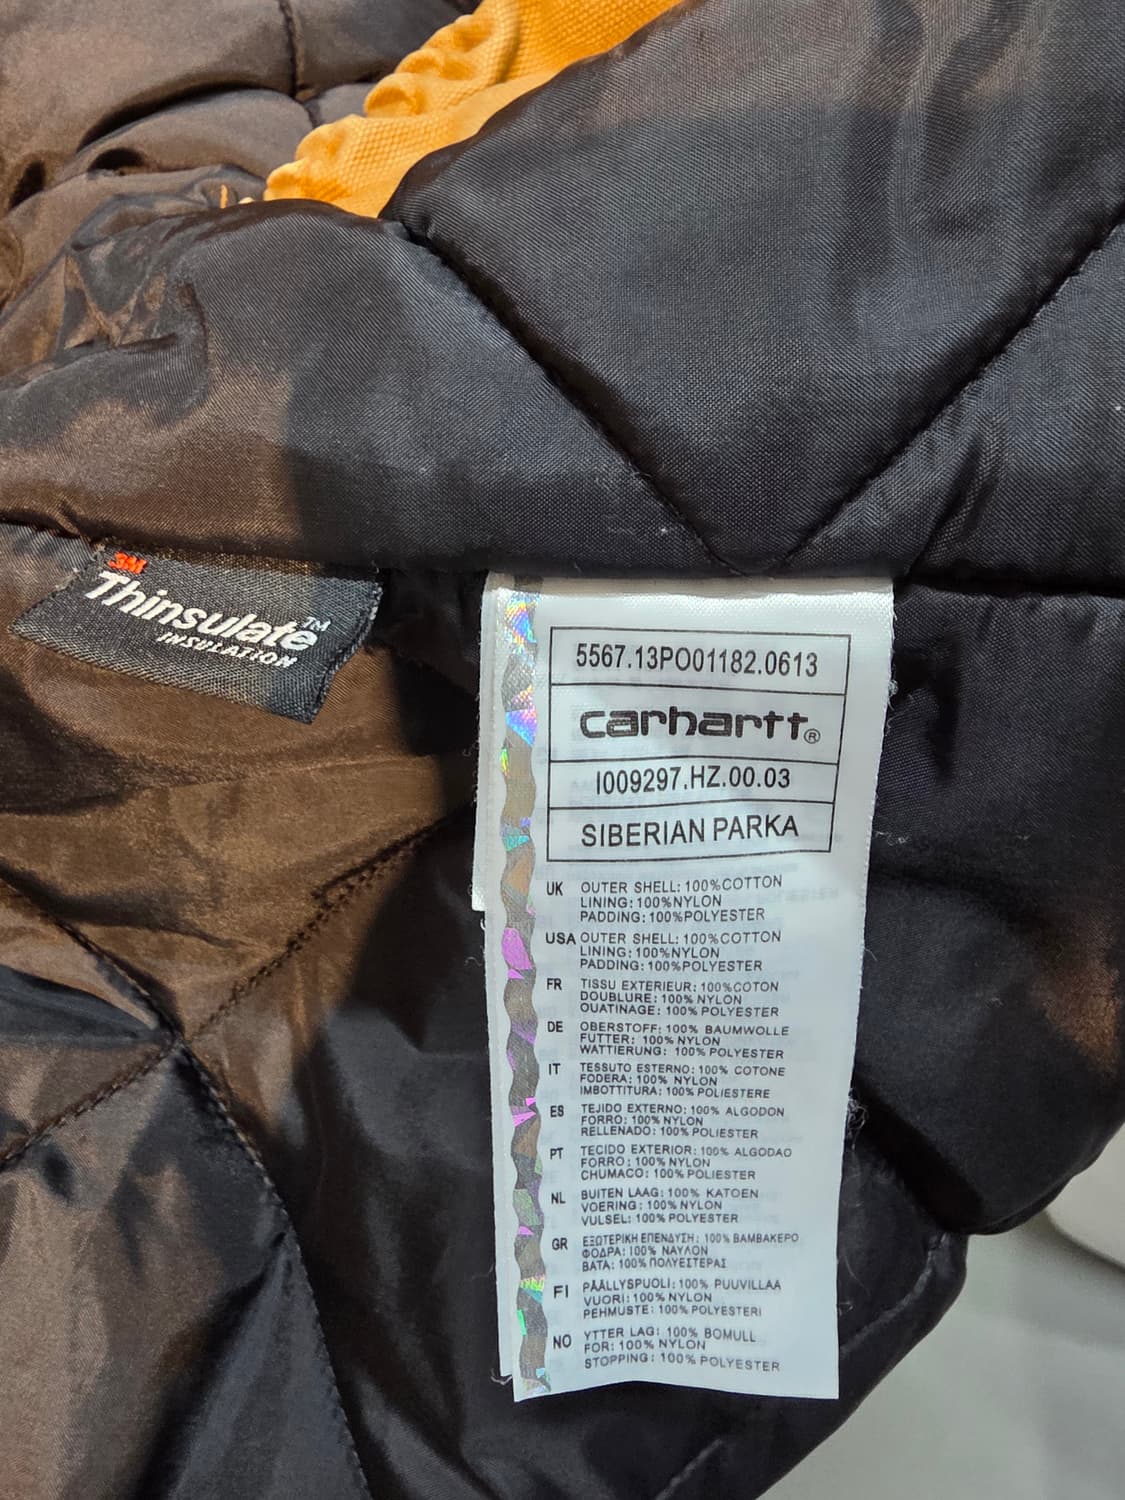 3M
Thinsulate™
INSULATION
5567.13PO01182.0613
carhartt®
I009297.HZ.00.03
SIBERIAN PARKA
UK OUTER SHELL: 100%COTTON
LINING: 100%NYLON
PADDING: 100%POLYESTER
USA OUTER SHELL: 100%COTTON
LINING: 100%NYLON
PADDING: 100%POLYESTER
FR TISSU EXTERIEUR: 100%COTON
DOUBLURE: 100% NYLON
OUATINAGE: 100% POLYESTER
DE OBERSTOFF: 100% BAUMWOLLE
FUTTER: 100% NYLON
WATTIERUNG: 100% POLYESTER
IT TESSUTO ESTERNO: 100% COTONE
FODERA: 100% NYLON
IMBOTTITURA: 100% POLIESTERE
ES TEJIDO EXTERNO: 100% ALGODON
FORRO: 100% NYLON
RELLENADO: 100% POLIESTER
PT TECIDO EXTERIOR: 100% ALGODAO
FORRO: 100% NYLON
CHUMACO: 100% POLIESTER
NL BUITEN LAAG: 100% KATOEN
VOERING: 100% NYLON
VULSEL: 100% POLYESTER
GR ΕΞΩΤΕΡΙΚΗ ΕΠΕΝΔΥΣΗ: 100% ΒΑΜΒΑΚΕΡΟ
ΦΟΔΡΑ: 100% ΝΑΥΛΟΝ
ΒΑΤΑ: 100% ΠΟΛΥΕΣΤΕΡΑΣ
FI PÄÄLLYSPUOLI: 100% PUUVILLAA
VUORI: 100% NYLON
PEHMUSTE: 100% POLYESTERI
NO YTTER LAG: 100% BOMULL
FOR: 100% NYLON
STOPPING: 100% POLYESTER